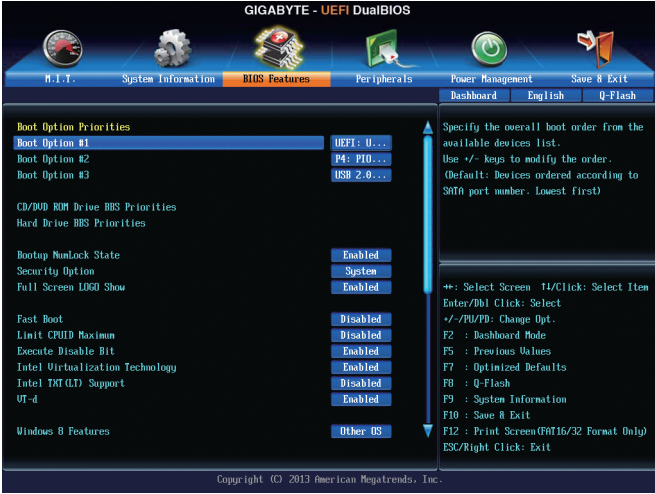 GIGABYTE - UEFI DualBIOS
M.I.T. System Information BIOS Features Peripherals Power Management Save & Exit
Dashboard English Q-Flash
Boot Option Priorities
Boot Option #1 UEFI: U...
Boot Option #2 P4: PIO...
Boot Option #3 USB 2.0...
CD/DVD ROM Drive BBS Priorities
Hard Drive BBS Priorities
Bootup NumLock State Enabled
Security Option System
Full Screen LOGO Show Enabled
Fast Boot Disabled
Limit CPUID Maximum Disabled
Execute Disable Bit Enabled
Intel Virtualization Technology Enabled
Intel TXT(LT) Support Disabled
VT-d Enabled
Windows 8 Features Other OS
Specify the overall boot order from the
available devices list.
Use +/- keys to modify the order.
(Default: Devices ordered according to
SATA port number. Lowest first)
→←: Select Screen ↑↓/Click: Select Item
Enter/Dbl Click: Select
+/-/PU/PD: Change Opt.
F2 : Dashboard Mode
F5 : Previous Values
F7 : Optimized Defaults
F8 : Q-Flash
F9 : System Information
F10 : Save & Exit
F12 : Print Screen(FAT16/32 Format Only)
ESC/Right Click: Exit
Copyright (C) 2013 American Megatrends, Inc.